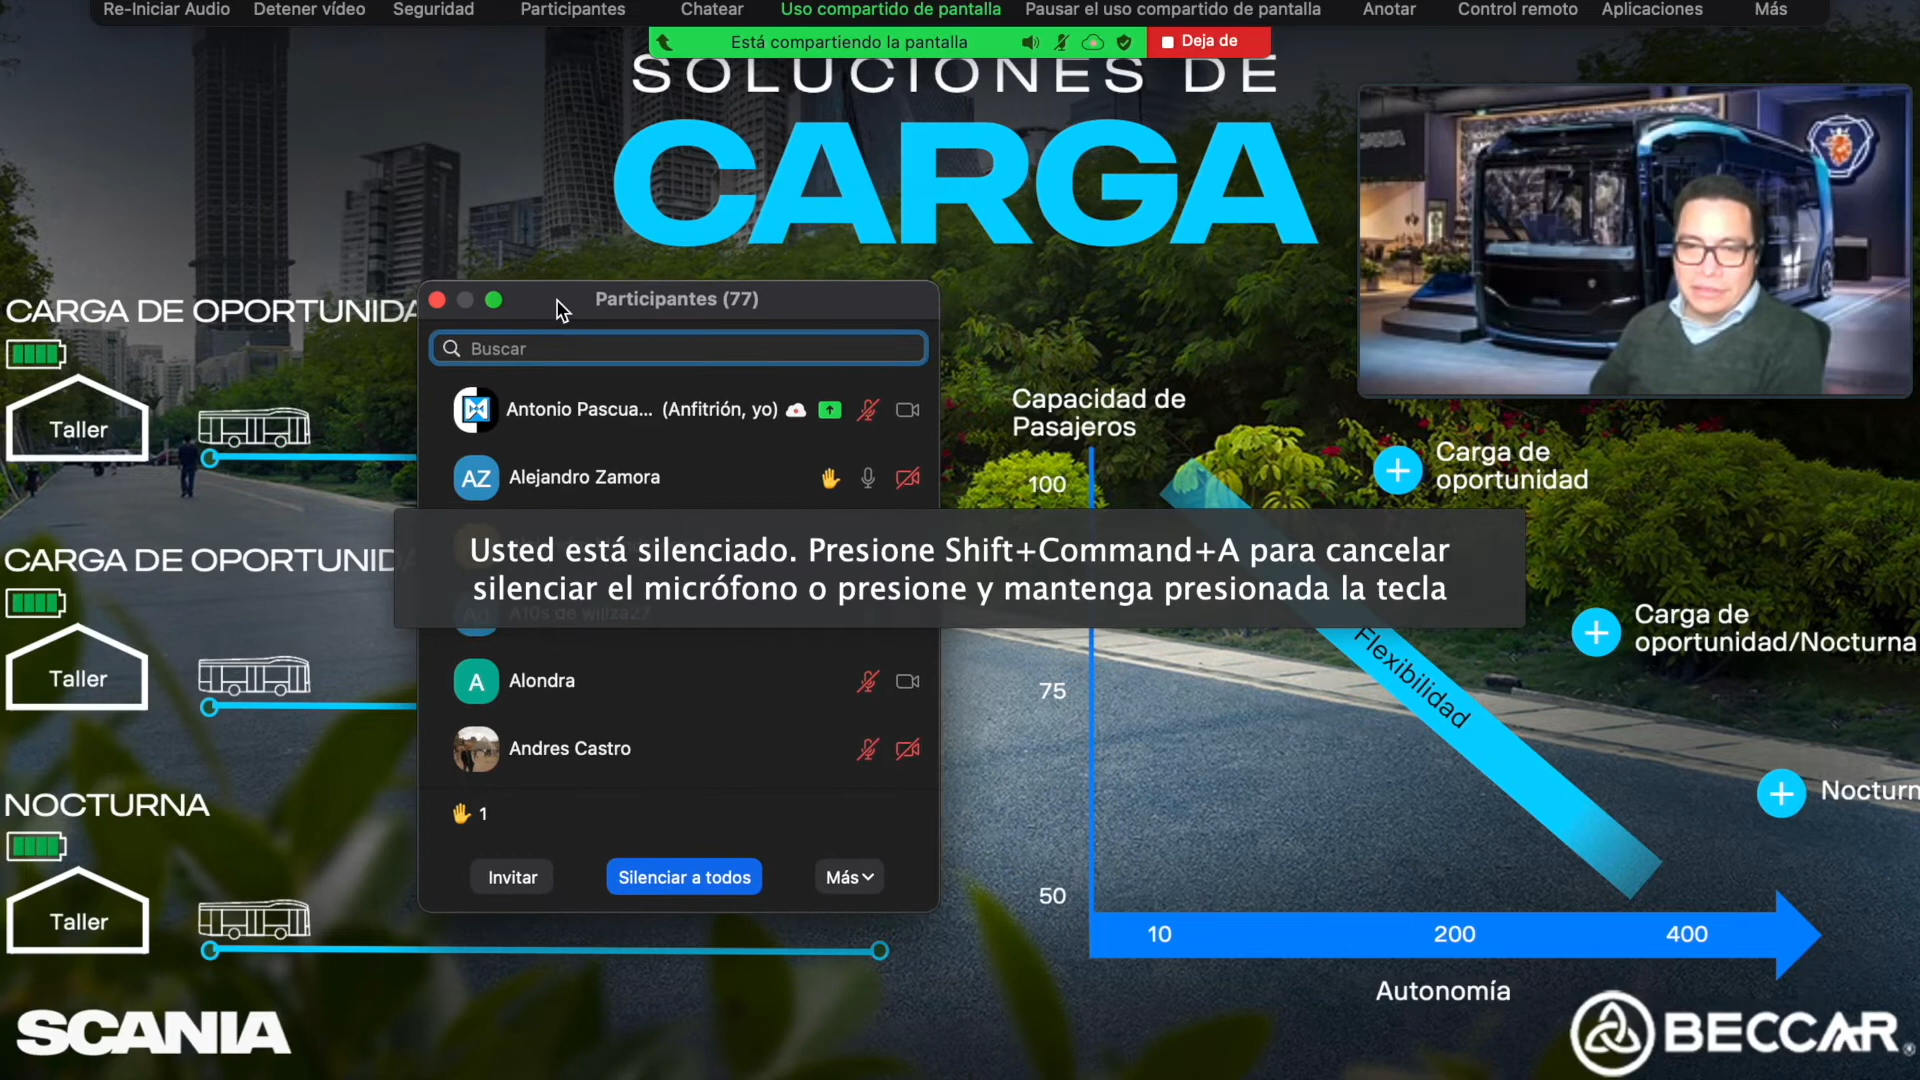 Re-Iniciar Audio Detener vídeo Seguridad Participantes Chatear Uso compartido de pantalla Pausar el uso compartido de pantalla Anotar Control remoto Aplicaciones Más
Está compartiendo la pantalla Deja de
SOLUCIONES DE
CARGA
CARGA DE OPORTUNIDA
Taller
CARGA DE OPORTUNIDA
Taller
NOCTURNA
Taller
Participantes (77)
Buscar
Antonio Pascua... (Anfitrión, yo)
AZ Alejandro Zamora
Usted está silenciado. Presione Shift+Command+A para cancelar
silenciar el micrófono o presione y mantenga presionada la tecla
A Alondra
Andres Castro
1
Invitar Silenciar a todos Más
Capacidad de
Pasajeros
100
75
50
Flexibilidad
Carga de
oportunidad
Carga de
oportunidad/Nocturna
Nocturn
10 200 400
Autonomía
SCANIA
BECCAR